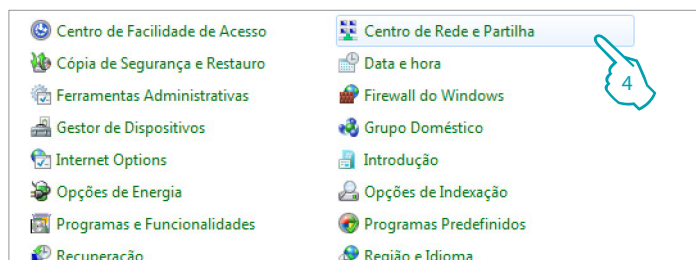 Centro de Facilidade de Acesso
Centro de Rede e Partilha
Cópia de Segurança e Restauro
Data e hora
4
Ferramentas Administrativas
Firewall do Windows
Gestor de Dispositivos
Grupo Doméstico
Internet Options
Introdução
Opções de Energia
Opções de Indexação
Programas e Funcionalidades
Programas Predefinidos
Recuperação
Região e Idioma